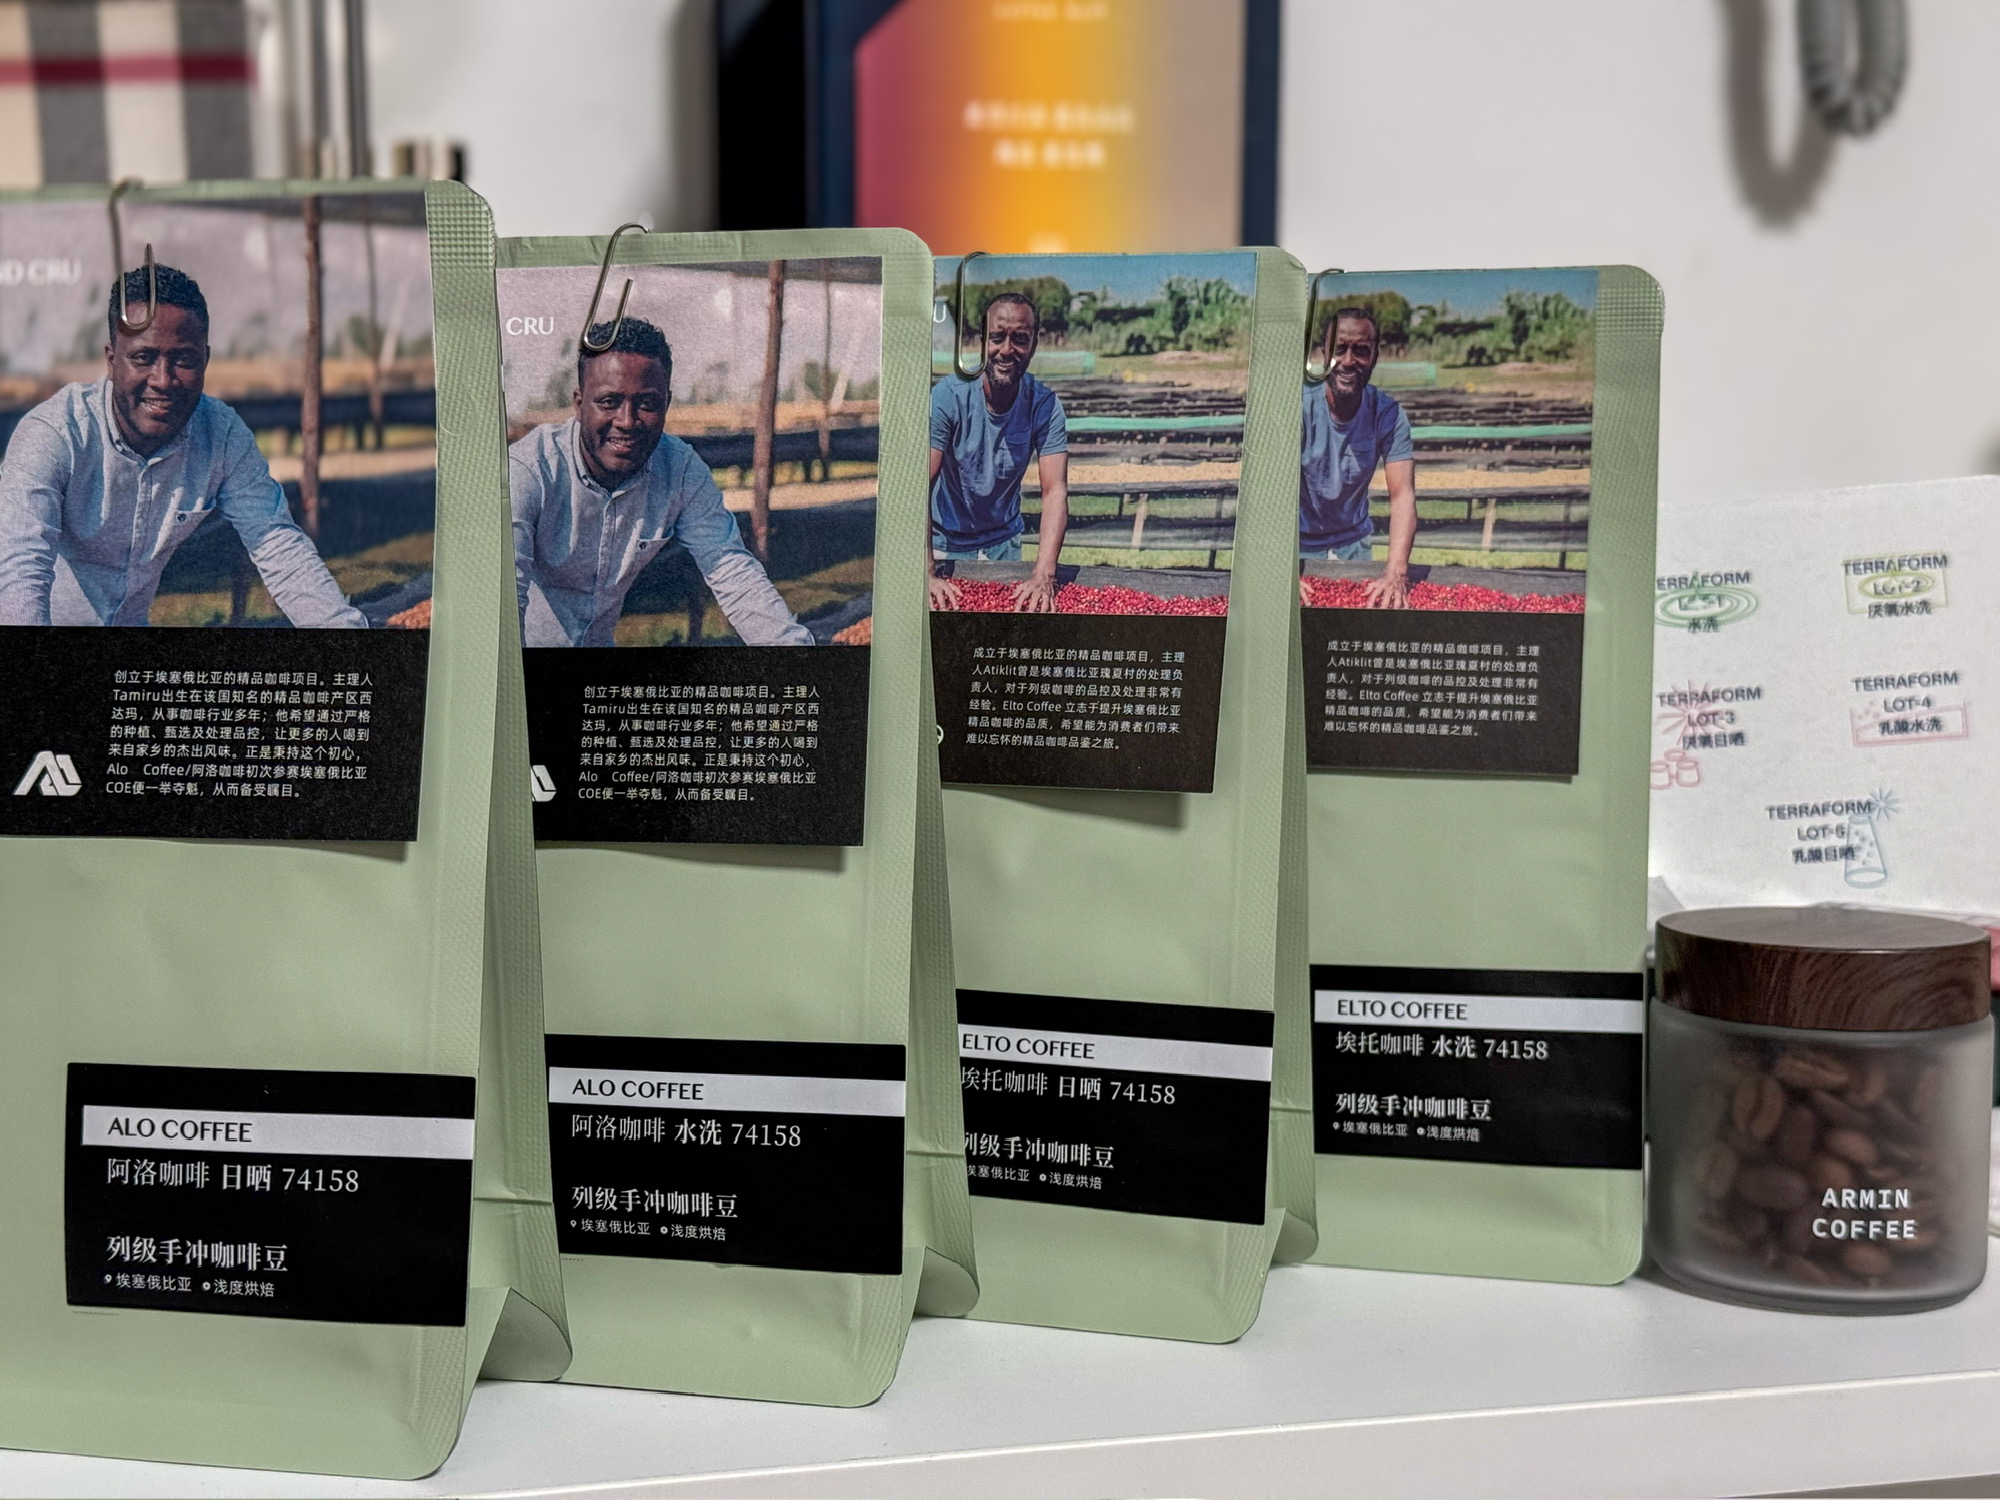 ND CRU
创立于埃塞俄比亚的精品咖啡项目。主理人
Tamiru出生在该国知名的精品咖啡产区西
达玛，从事咖啡行业多年；他希望通过严格
的种植、甄选及处理品控，让更多的人喝到
来自家乡的杰出风味。正是秉持这个初心，
Alo Coffee/阿洛咖啡初次参赛埃塞俄比亚
COE便一举夺魁，从而备受瞩目。
ALO COFFEE
阿洛咖啡 日晒 74158
列级手冲咖啡豆
埃塞俄比亚 浅度烘焙
CRU
创立于埃塞俄比亚的精品咖啡项目。主理人
Tamiru出生在该国知名的精品咖啡产区西
达玛，从事咖啡行业多年；他希望通过严格
的种植、甄选及处理品控，让更多的人喝到
来自家乡的杰出风味。正是秉持这个初心，
Alo Coffee/阿洛咖啡初次参赛埃塞俄比亚
COE便一举夺魁，从而备受瞩目。
ALO COFFEE
阿洛咖啡 水洗 74158
列级手冲咖啡豆
埃塞俄比亚 浅度烘焙
U
成立于埃塞俄比亚的精品咖啡项目，主理
人Atiklit曾是埃塞俄比亚瑰夏村的处理负
责人，对于列级咖啡的品控及处理非常有
经验。Elto Coffee 立志于提升埃塞俄比亚
精品咖啡的品质，希望能为消费者们带来
难以忘怀的精品咖啡品鉴之旅。
ELTO COFFEE
埃托咖啡 日晒 74158
列级手冲咖啡豆
埃塞俄比亚 浅度烘焙
成立于埃塞俄比亚的精品咖啡项目，主理
人Atiklit曾是埃塞俄比亚瑰夏村的处理负
责人，对于列级咖啡的品控及处理非常有
经验。Elto Coffee 立志于提升埃塞俄比亚
精品咖啡的品质，希望能为消费者们带来
难以忘怀的精品咖啡品鉴之旅。
ELTO COFFEE
埃托咖啡 水洗 74158
列级手冲咖啡豆
埃塞俄比亚 浅度烘焙
ERRAFORM
LOT-1
水洗
TERRAFORM
LOT-2
厌氧水洗
TERRAFORM
LOT-3
厌氧日晒
TERRAFORM
LOT-4
乳酸水洗
TERRAFORM
LOT-5
乳酸日晒
ARMIN
COFFEE